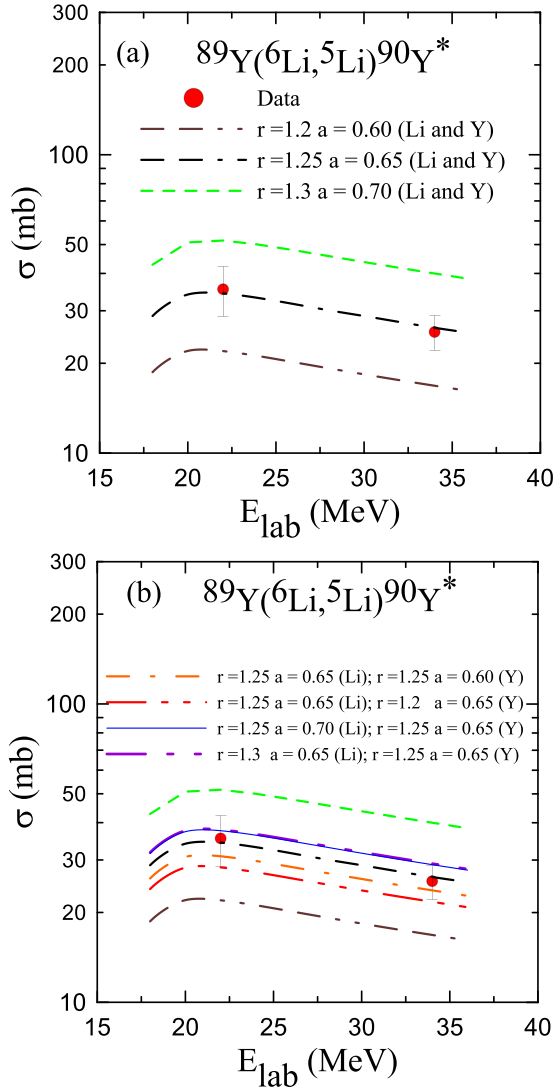 (a) ⁸⁹Y(⁶Li,⁵Li)⁹⁰Y*
Data
r =1.2 a = 0.60 (Li and Y)
r =1.25 a = 0.65 (Li and Y)
r =1.3 a = 0.70 (Li and Y)
300
200
100
50
30
20
10
σ (mb)
15 20 25 30 35 40
E_lab (MeV)
(b) ⁸⁹Y(⁶Li,⁵Li)⁹⁰Y*
r =1.25 a = 0.65 (Li); r =1.25 a = 0.60 (Y)
r =1.25 a = 0.65 (Li); r =1.2 a = 0.65 (Y)
r =1.25 a = 0.70 (Li); r =1.25 a = 0.65 (Y)
r =1.3 a = 0.65 (Li); r =1.25 a = 0.65 (Y)
300
200
100
50
30
20
10
σ (mb)
15 20 25 30 35 40
E_lab (MeV)